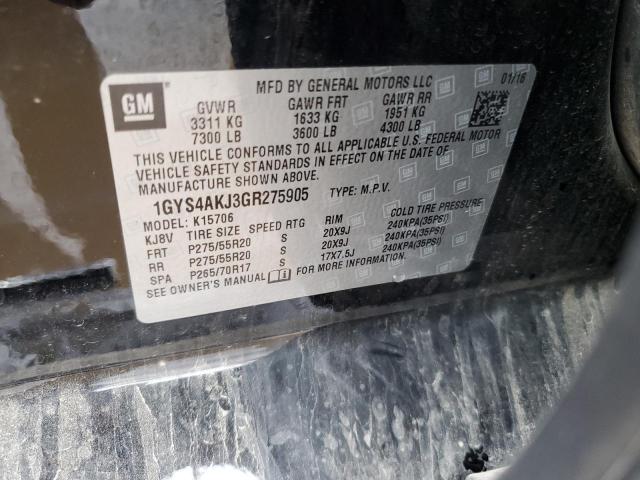 GM
MFD BY GENERAL MOTORS LLC 01/16
GVWR GAWR FRT GAWR RR
3311 KG 1633 KG 1951 KG
7300 LB 3600 LB 4300 LB
THIS VEHICLE CONFORMS TO ALL APPLICABLE U.S. FEDERAL MOTOR
VEHICLE SAFETY STANDARDS IN EFFECT ON THE DATE OF
MANUFACTURE SHOWN ABOVE.
1GYS4AKJ3GR275905 TYPE: M.P.V.
MODEL: K15706
KJ8V TIRE SIZE SPEED RTG RIM COLD TIRE PRESSURE
FRT P275/55R20 S 20X9J 240KPA(35PSI)
RR P275/55R20 S 20X9J 240KPA(35PSI)
SPA P265/70R17 S 17X7.5J 240KPA(35PSI)
SEE OWNER'S MANUAL FOR MORE INFORMATION.